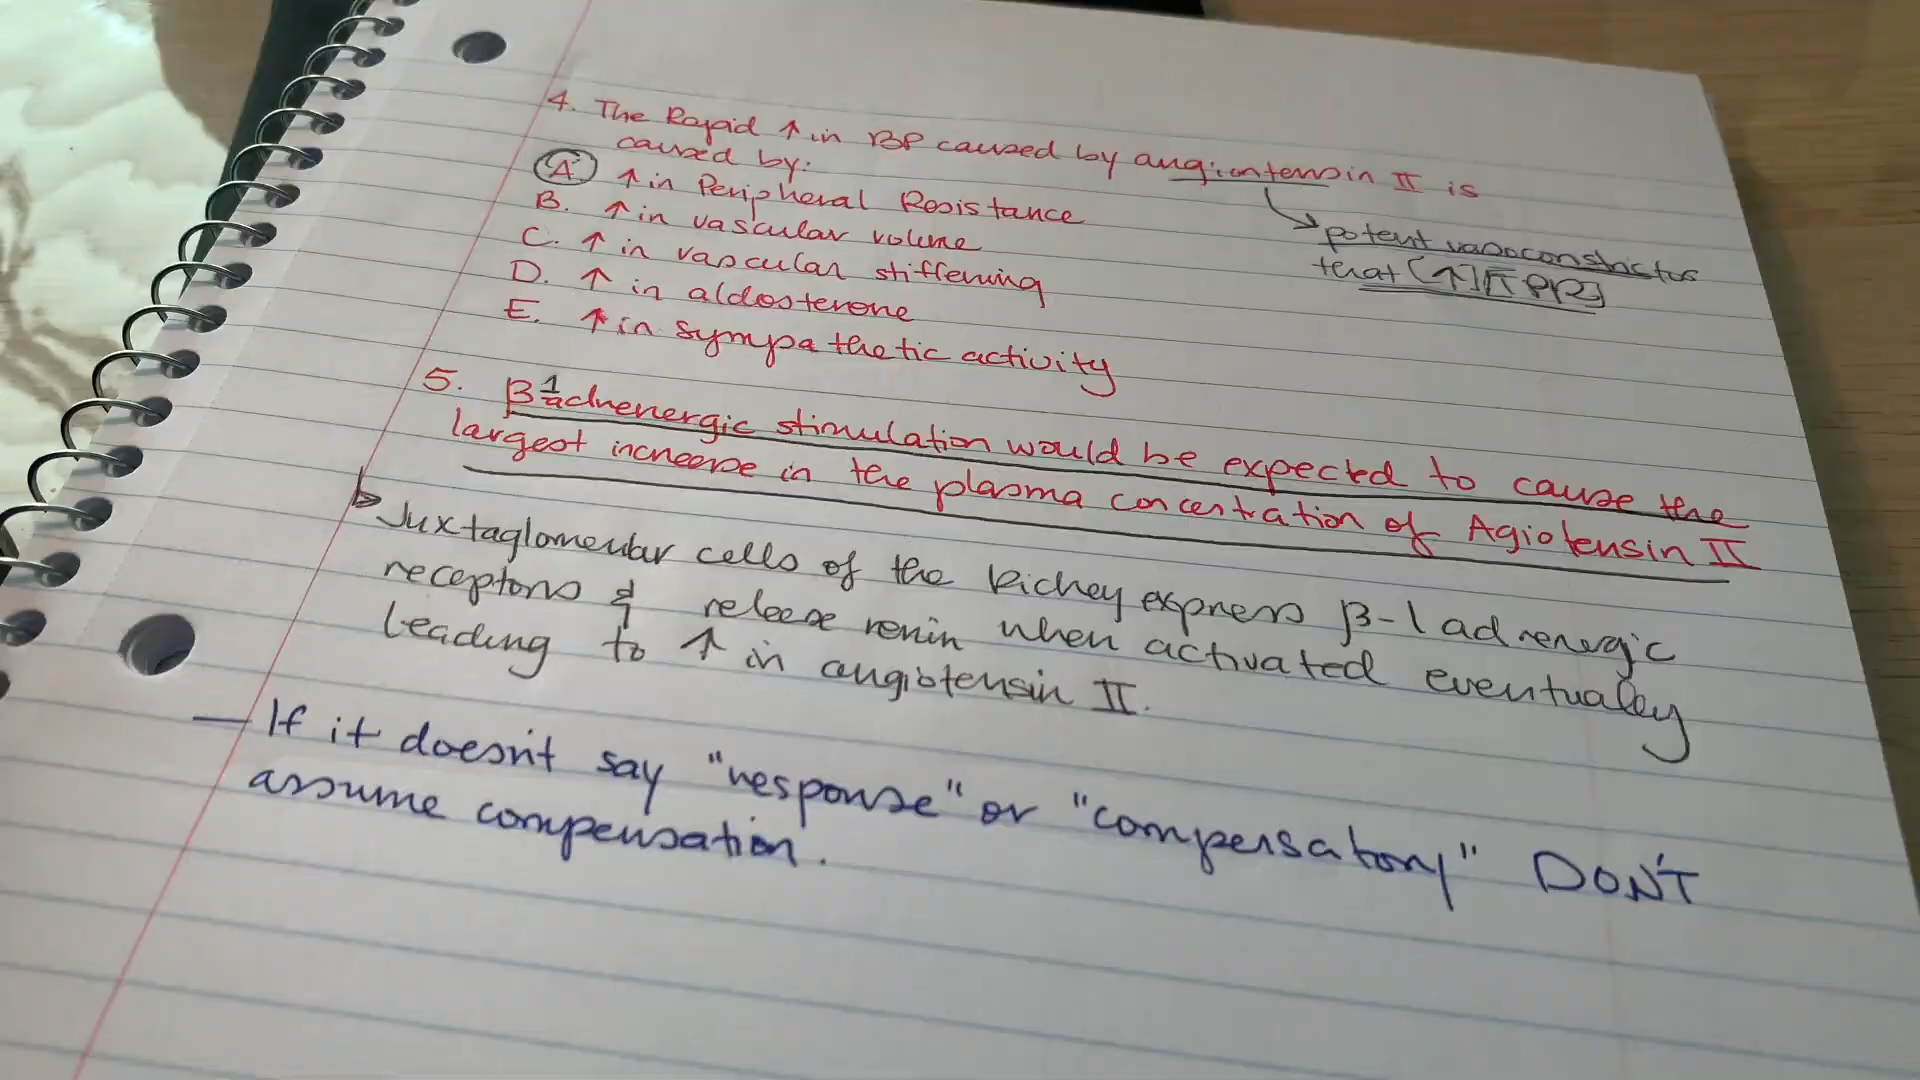 4. The Rapid ↑ in BP caused by angiontensin II is
caused by:
A. ↑ in Peripheral Resistance
B. ↑ in vascular volume
C. ↑ in vascular stiffening
D. ↑ in aldosterone
E. ↑ in sympathetic activity
→ potent vasoconstrictor
that (↑)[TPR]
5. β1 adrenergic stimulation would be expected to cause the
largest increase in the plasma concentration of Agiotensin II
→ Juxtaglomerular cells of the kidney express β-1 adrenergic
receptors & release renin when activated eventually
leading to ↑ in angiotensin II.
— If it doesn't say "response" or "compensatory" DON'T
assume compensation.